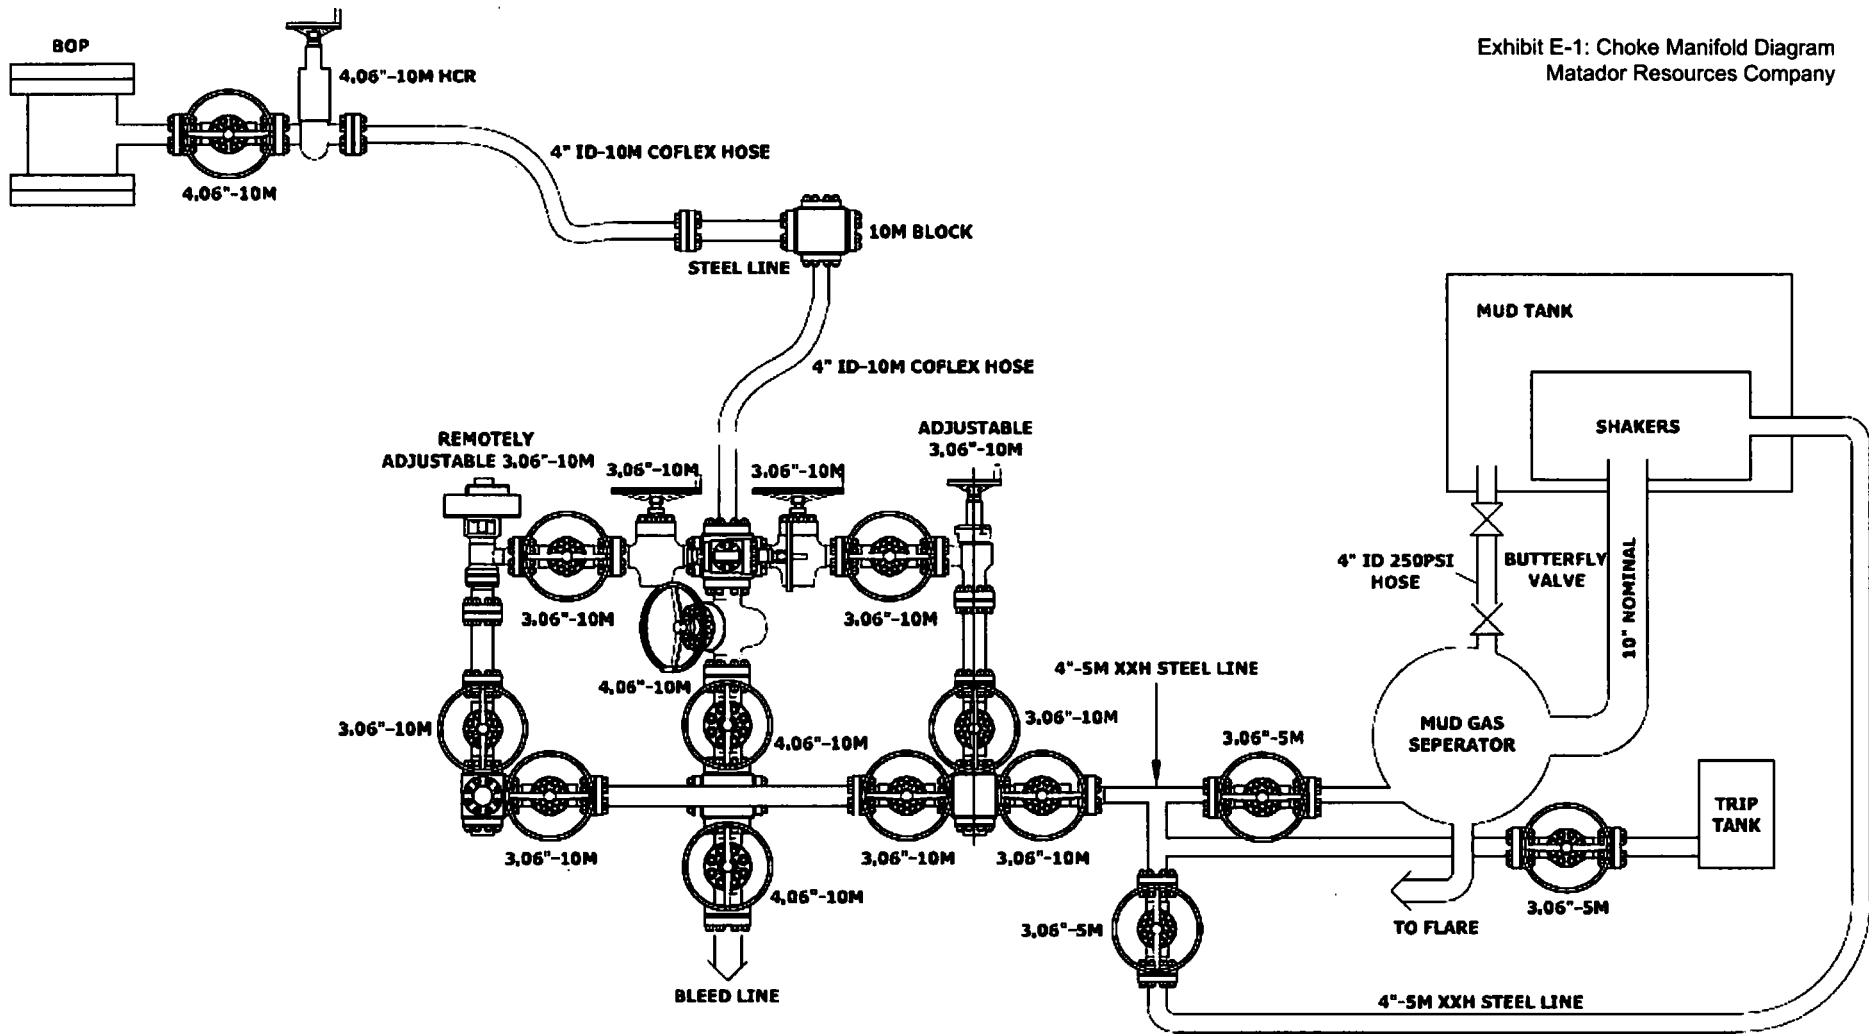 Exhibit E-1: Choke Manifold Diagram
Matador Resources Company
BOP
4.06"-10M HCR
4.06"-10M
4" ID-10M COFLEX HOSE
10M BLOCK
STEEL LINE
4" ID-10M COFLEX HOSE
MUD TANK
SHAKERS
REMOTELY
ADJUSTABLE 3.06"-10M
3.06"-10M
3.06"-10M
ADJUSTABLE
3.06"-10M
4" ID 250PSI
HOSE
BUTTERFLY
VALVE
10" NOMINAL
3.06"-10M
3.06"-10M
4.06"-10M
4"-5M XXH STEEL LINE
3.06"-10M
4.06"-10M
3.06"-10M
3.06"-5M
MUD GAS
SEPERATOR
TRIP
TANK
3.06"-10M
3.06"-10M
3.06"-10M
4.06"-10M
3.06"-5M
3.06"-5M
TO FLARE
BLEED LINE
4"-5M XXH STEEL LINE